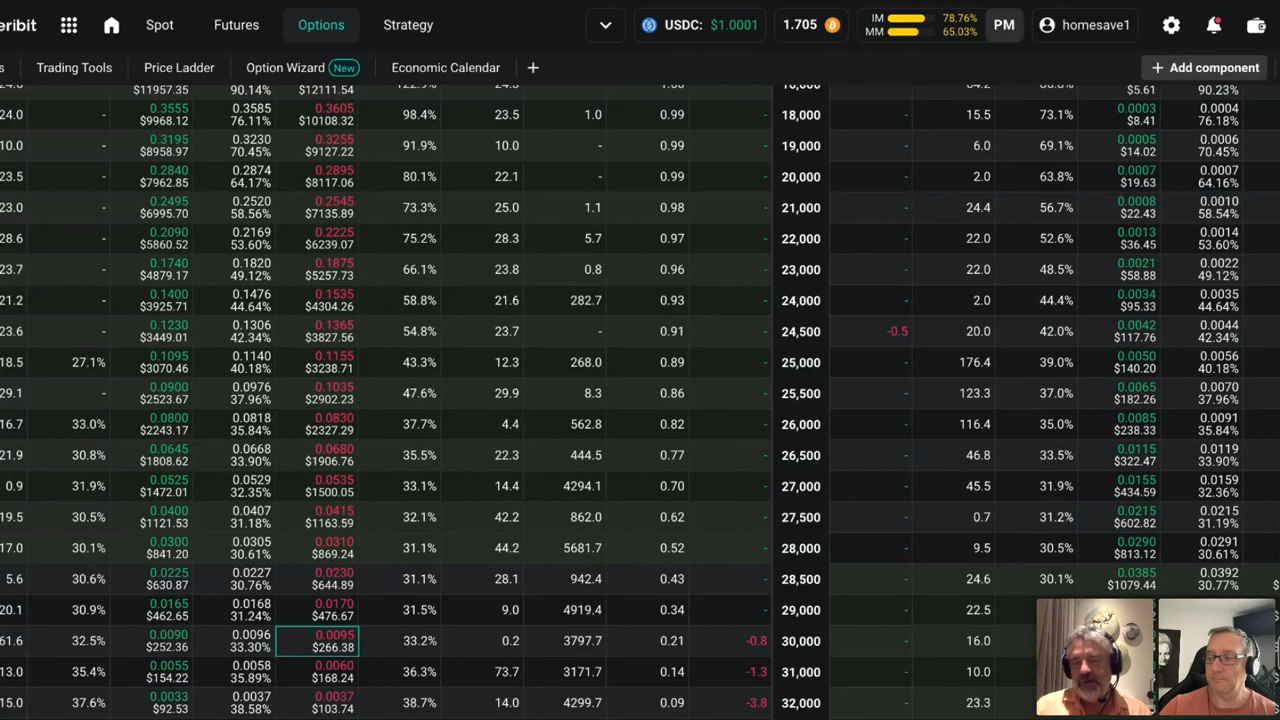 eribit Spot Futures Options Strategy USDC: $1.0001 1.705 IM 78.76% MM 65.03% PM homesave1
s Trading Tools Price Ladder Option Wizard New Economic Calendar + Add component
$11957.35 90.14% $12111.54 $5.61 90.23%
24.0 - 0.3555 0.3585 0.3605 98.4% 23.5 1.0 0.99 - 18,000 - 15.5 73.1% 0.0003 0.0004
$9968.12 76.11% $10108.32 $8.41 76.18%
10.0 - 0.3195 0.3230 0.3255 91.9% 10.0 - 0.99 - 19,000 - 6.0 69.1% 0.0005 0.0006
$8958.97 70.45% $9127.22 $14.02 70.45%
23.5 - 0.2840 0.2874 0.2895 80.1% 22.1 - 0.99 - 20,000 - 2.0 63.8% 0.0007 0.0007
$7962.85 64.17% $8117.06 $19.63 64.16%
23.0 - 0.2495 0.2520 0.2545 73.3% 25.0 1.1 0.98 - 21,000 - 24.4 56.7% 0.0008 0.0010
$6995.70 58.56% $7135.89 $22.43 58.54%
28.6 - 0.2090 0.2169 0.2225 75.2% 28.3 5.7 0.97 - 22,000 - 22.0 52.6% 0.0013 0.0014
$5860.52 53.60% $6239.07 $36.45 53.60%
23.7 - 0.1740 0.1820 0.1875 66.1% 23.8 0.8 0.96 - 23,000 - 22.0 48.5% 0.0021 0.0022
$4879.17 49.12% $5257.73 $58.88 49.12%
21.2 - 0.1400 0.1476 0.1535 58.8% 21.6 282.7 0.93 - 24,000 - 2.0 44.4% 0.0034 0.0035
$3925.71 44.64% $4304.26 $95.33 44.64%
23.6 - 0.1230 0.1306 0.1365 54.8% 23.7 - 0.91 - 24,500 -0.5 20.0 42.0% 0.0042 0.0044
$3449.01 42.34% $3827.56 $117.76 42.34%
18.5 27.1% 0.1095 0.1140 0.1155 43.3% 12.3 268.0 0.89 - 25,000 - 176.4 39.0% 0.0050 0.0056
$3070.46 40.18% $3238.71 $140.20 40.18%
29.1 - 0.0900 0.0976 0.1035 47.6% 29.9 8.3 0.86 - 25,500 - 123.3 37.0% 0.0065 0.0070
$2523.67 37.96% $2902.23 $182.26 37.96%
16.7 33.0% 0.0800 0.0818 0.0830 37.7% 4.4 562.8 0.82 - 26,000 - 116.4 35.0% 0.0085 0.0091
$2243.17 35.84% $2327.29 $238.33 35.84%
21.9 30.8% 0.0645 0.0668 0.0680 35.5% 22.3 444.5 0.77 - 26,500 - 46.8 33.5% 0.0115 0.0119
$1808.62 33.90% $1906.76 $322.47 33.90%
0.9 31.9% 0.0525 0.0529 0.0535 33.1% 14.4 4294.1 0.70 - 27,000 - 45.5 31.9% 0.0155 0.0159
$1472.01 32.35% $1500.05 $434.59 32.36%
19.5 30.5% 0.0400 0.0407 0.0415 32.1% 42.2 862.0 0.62 - 27,500 - 0.7 31.2% 0.0215 0.0215
$1121.53 31.18% $1163.59 $602.82 31.19%
17.0 30.1% 0.0300 0.0305 0.0310 31.1% 44.2 5681.7 0.52 - 28,000 - 9.5 30.5% 0.0290 0.0291
$841.20 30.61% $869.24 $813.12 30.61%
5.6 30.6% 0.0225 0.0227 0.0230 31.1% 28.1 942.4 0.43 - 28,500 - 24.6 30.1% 0.0385 0.0392
$630.87 30.76% $644.89 $1079.44 30.77%
20.1 30.9% 0.0165 0.0168 0.0170 31.5% 9.0 4919.4 0.34 - 29,000 - 22.5
$462.65 31.24% $476.67
61.6 32.5% 0.0090 0.0096 0.0095 33.2% 0.2 3797.7 0.21 -0.8 30,000 - 16.0
$252.36 33.30% $266.38
13.0 35.4% 0.0055 0.0058 0.0060 36.3% 73.7 3171.7 0.14 -1.3 31,000 - 10.0
$154.22 35.89% $168.24
15.0 37.6% 0.0033 0.0037 0.0037 38.7% 14.0 4299.7 0.09 -3.8 32,000 - 23.3
$92.53 38.58% $103.74